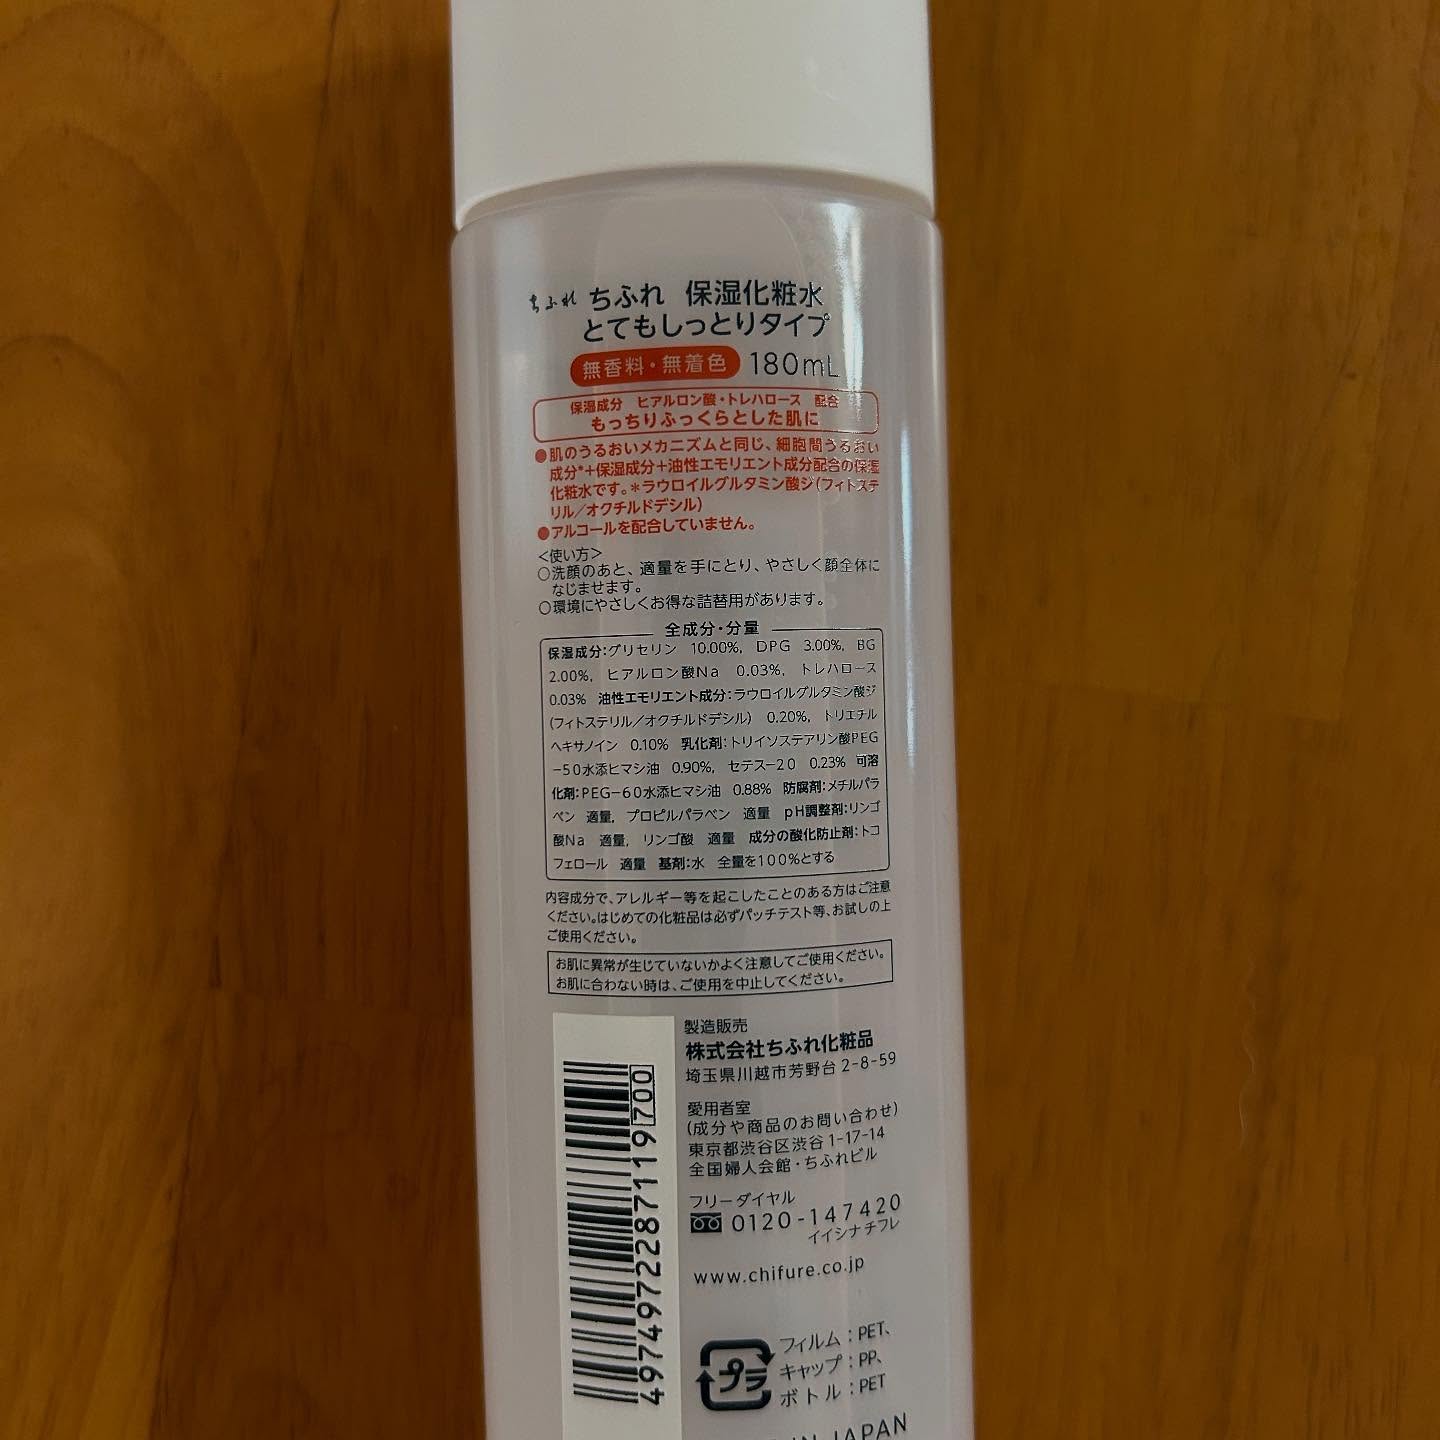 ちふれ ちふれ 保湿化粧水
とてもしっとりタイプ
無香料・無着色 180mL
保湿成分 ヒアルロン酸・トレハロース 配合
もっちりふっくらとした肌に
●肌のうるおいメカニズムと同じ、細胞間うるおい
成分*+保湿成分+油性エモリエント成分配合の保湿
化粧水です。*ラウロイルグルタミン酸ジ(フィトステ
リル/オクチルドデシル)
●アルコールを配合していません。
<使い方>
○洗顔のあと、適量を手にとり、やさしく顔全体に
なじませます。
○環境にやさしくお得な詰替用があります。
全成分・分量
保湿成分:グリセリン 10.00%, DPG 3.00%, BG
2.00%, ヒアルロン酸Na 0.03%, トレハロース
0.03% 油性エモリエント成分:ラウロイルグルタミン酸ジ
(フィトステリル/オクチルドデシル) 0.20%, トリエチル
ヘキサノイン 0.10% 乳化剤:トリイソステアリン酸PEG
-50水添ヒマシ油 0.90%, セテス-20 0.23% 可溶
化剤:PEG-60水添ヒマシ油 0.88% 防腐剤:メチルパラ
ベン 適量, プロピルパラベン 適量 pH調整剤:リンゴ
酸Na 適量, リンゴ酸 適量 成分の酸化防止剤:トコ
フェロール 適量 基剤:水 全量を100%とする
内容成分で、アレルギー等を起こしたことのある方はご注意
ください。はじめての化粧品は必ずパッチテスト等、お試しの上
ご使用ください。
お肌に異常が生じていないかよく注意してご使用ください。
お肌に合わない時は、ご使用を中止してください。
製造販売
株式会社ちふれ化粧品
埼玉県川越市芳野台2-8-59
愛用者室
(成分や商品のお問い合わせ)
東京都渋谷区渋谷1-17-14
全国婦人会館・ちふれビル
フリーダイヤル
0120-147420
イイシナ チフレ
www.chifure.co.jp
4974972287119700
プラ
フィルム:PET、
キャップ:PP、
ボトル:PET
IN JAPAN